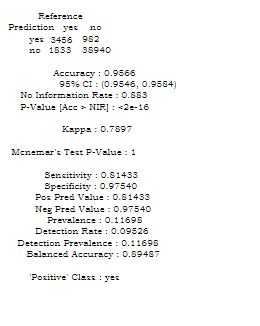 Reference
Prediction yes no
yes 3456 982
no 1833 38940
Accuracy : 0.9566
95% CI : (0.9546, 0.9584)
No Information Rate : 0.883
P-Value [Acc > NIR] : <2e-16
Kappa : 0.7897
Mcnemar's Test P-Value : 1
Sensitivity : 0.81433
Specificity : 0.97540
Pos Pred Value : 0.81433
Neg Pred Value : 0.97540
Prevalence : 0.11698
Detection Rate : 0.09526
Detection Prevalence : 0.11698
Balanced Accuracy : 0.89487
'Positive' Class : yes